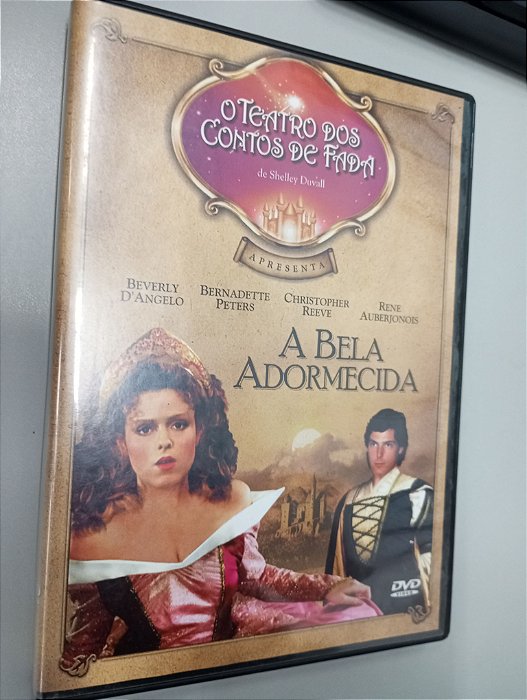 O TEATRO DOS
CONTOS DE FADA
de Shelley Duvall
APRESENTA
BEVERLY
D'ANGELO
BERNADETTE
PETERS
CHRISTOPHER
REEVE
RENE
AUBERJONOIS
A BELA
ADORMECIDA
DVD
VIDEO